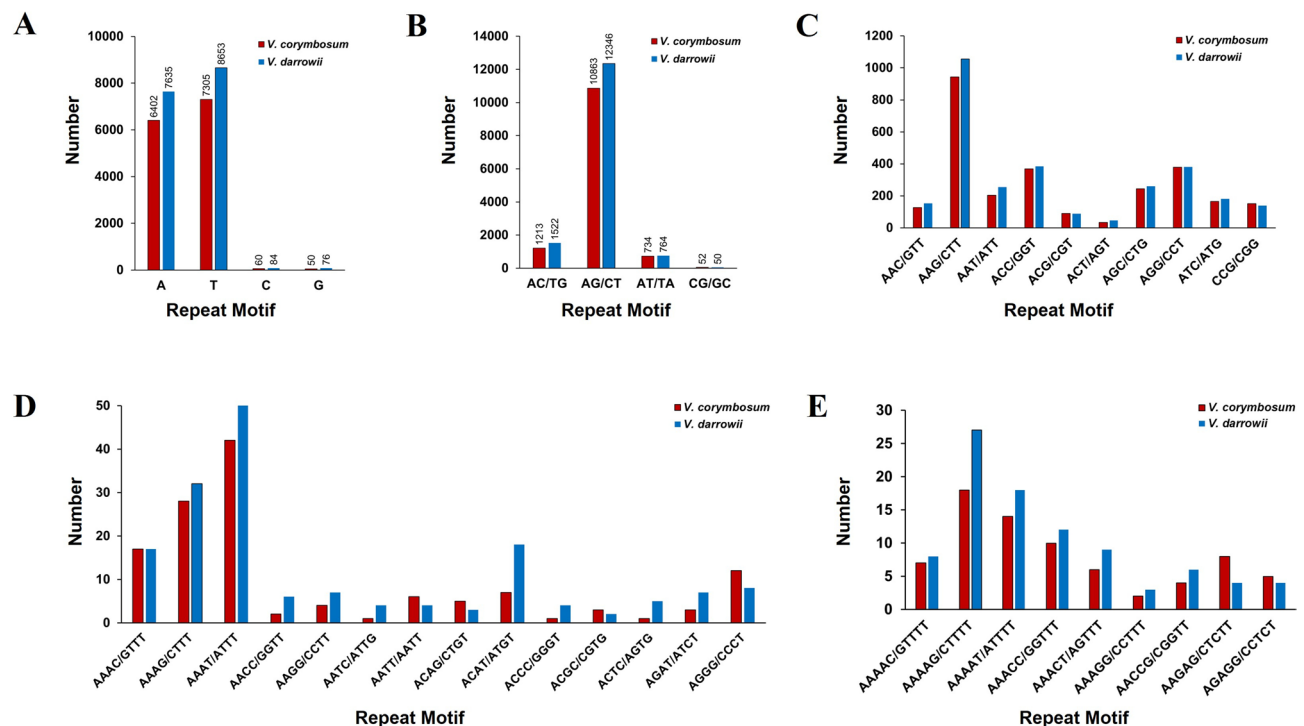 A
V. corymbosum
V. darrowii
Number
10000
8000
6000
4000
2000
0
6402
7635
7305
8653
60
84
50
76
A
T
C
G
Repeat Motif
B
V. corymbosum
V. darrowii
Number
14000
12000
10000
8000
6000
4000
2000
0
1213
1522
10863
12346
734
764
52
50
AC/TG
AG/CT
AT/TA
CG/GC
Repeat Motif
C
V. corymbosum
V. darrowii
Number
1200
1000
800
600
400
200
0
AAC/GTT
AAG/CTT
AAT/ATT
ACC/GGT
ACG/CGT
ACT/AGT
AGC/CTG
AGG/CCT
ATC/ATG
CCG/CGG
Repeat Motif
D
V. corymbosum
V. darrowii
Number
50
40
30
20
10
0
AAAC/GTTT
AAAG/CTTT
AAAT/ATTT
AACC/GGTT
AAGG/CCTT
AATC/ATTG
AATT/AATT
ACAG/CTGT
ACAT/ATGT
ACCC/GGGT
ACGC/CGTG
ACTC/AGTG
AGAT/ATCT
AGGG/CCCT
Repeat Motif
E
V. corymbosum
V. darrowii
Number
30
25
20
15
10
5
0
AAAAC/GTTTT
AAAAG/CTTTT
AAAAT/ATTTT
AAACC/GGTTT
AAACT/AGTTT
AAAGG/CCTTT
AACCG/CGGTT
AAGAG/CTCTT
AGAGG/CCTCT
Repeat Motif